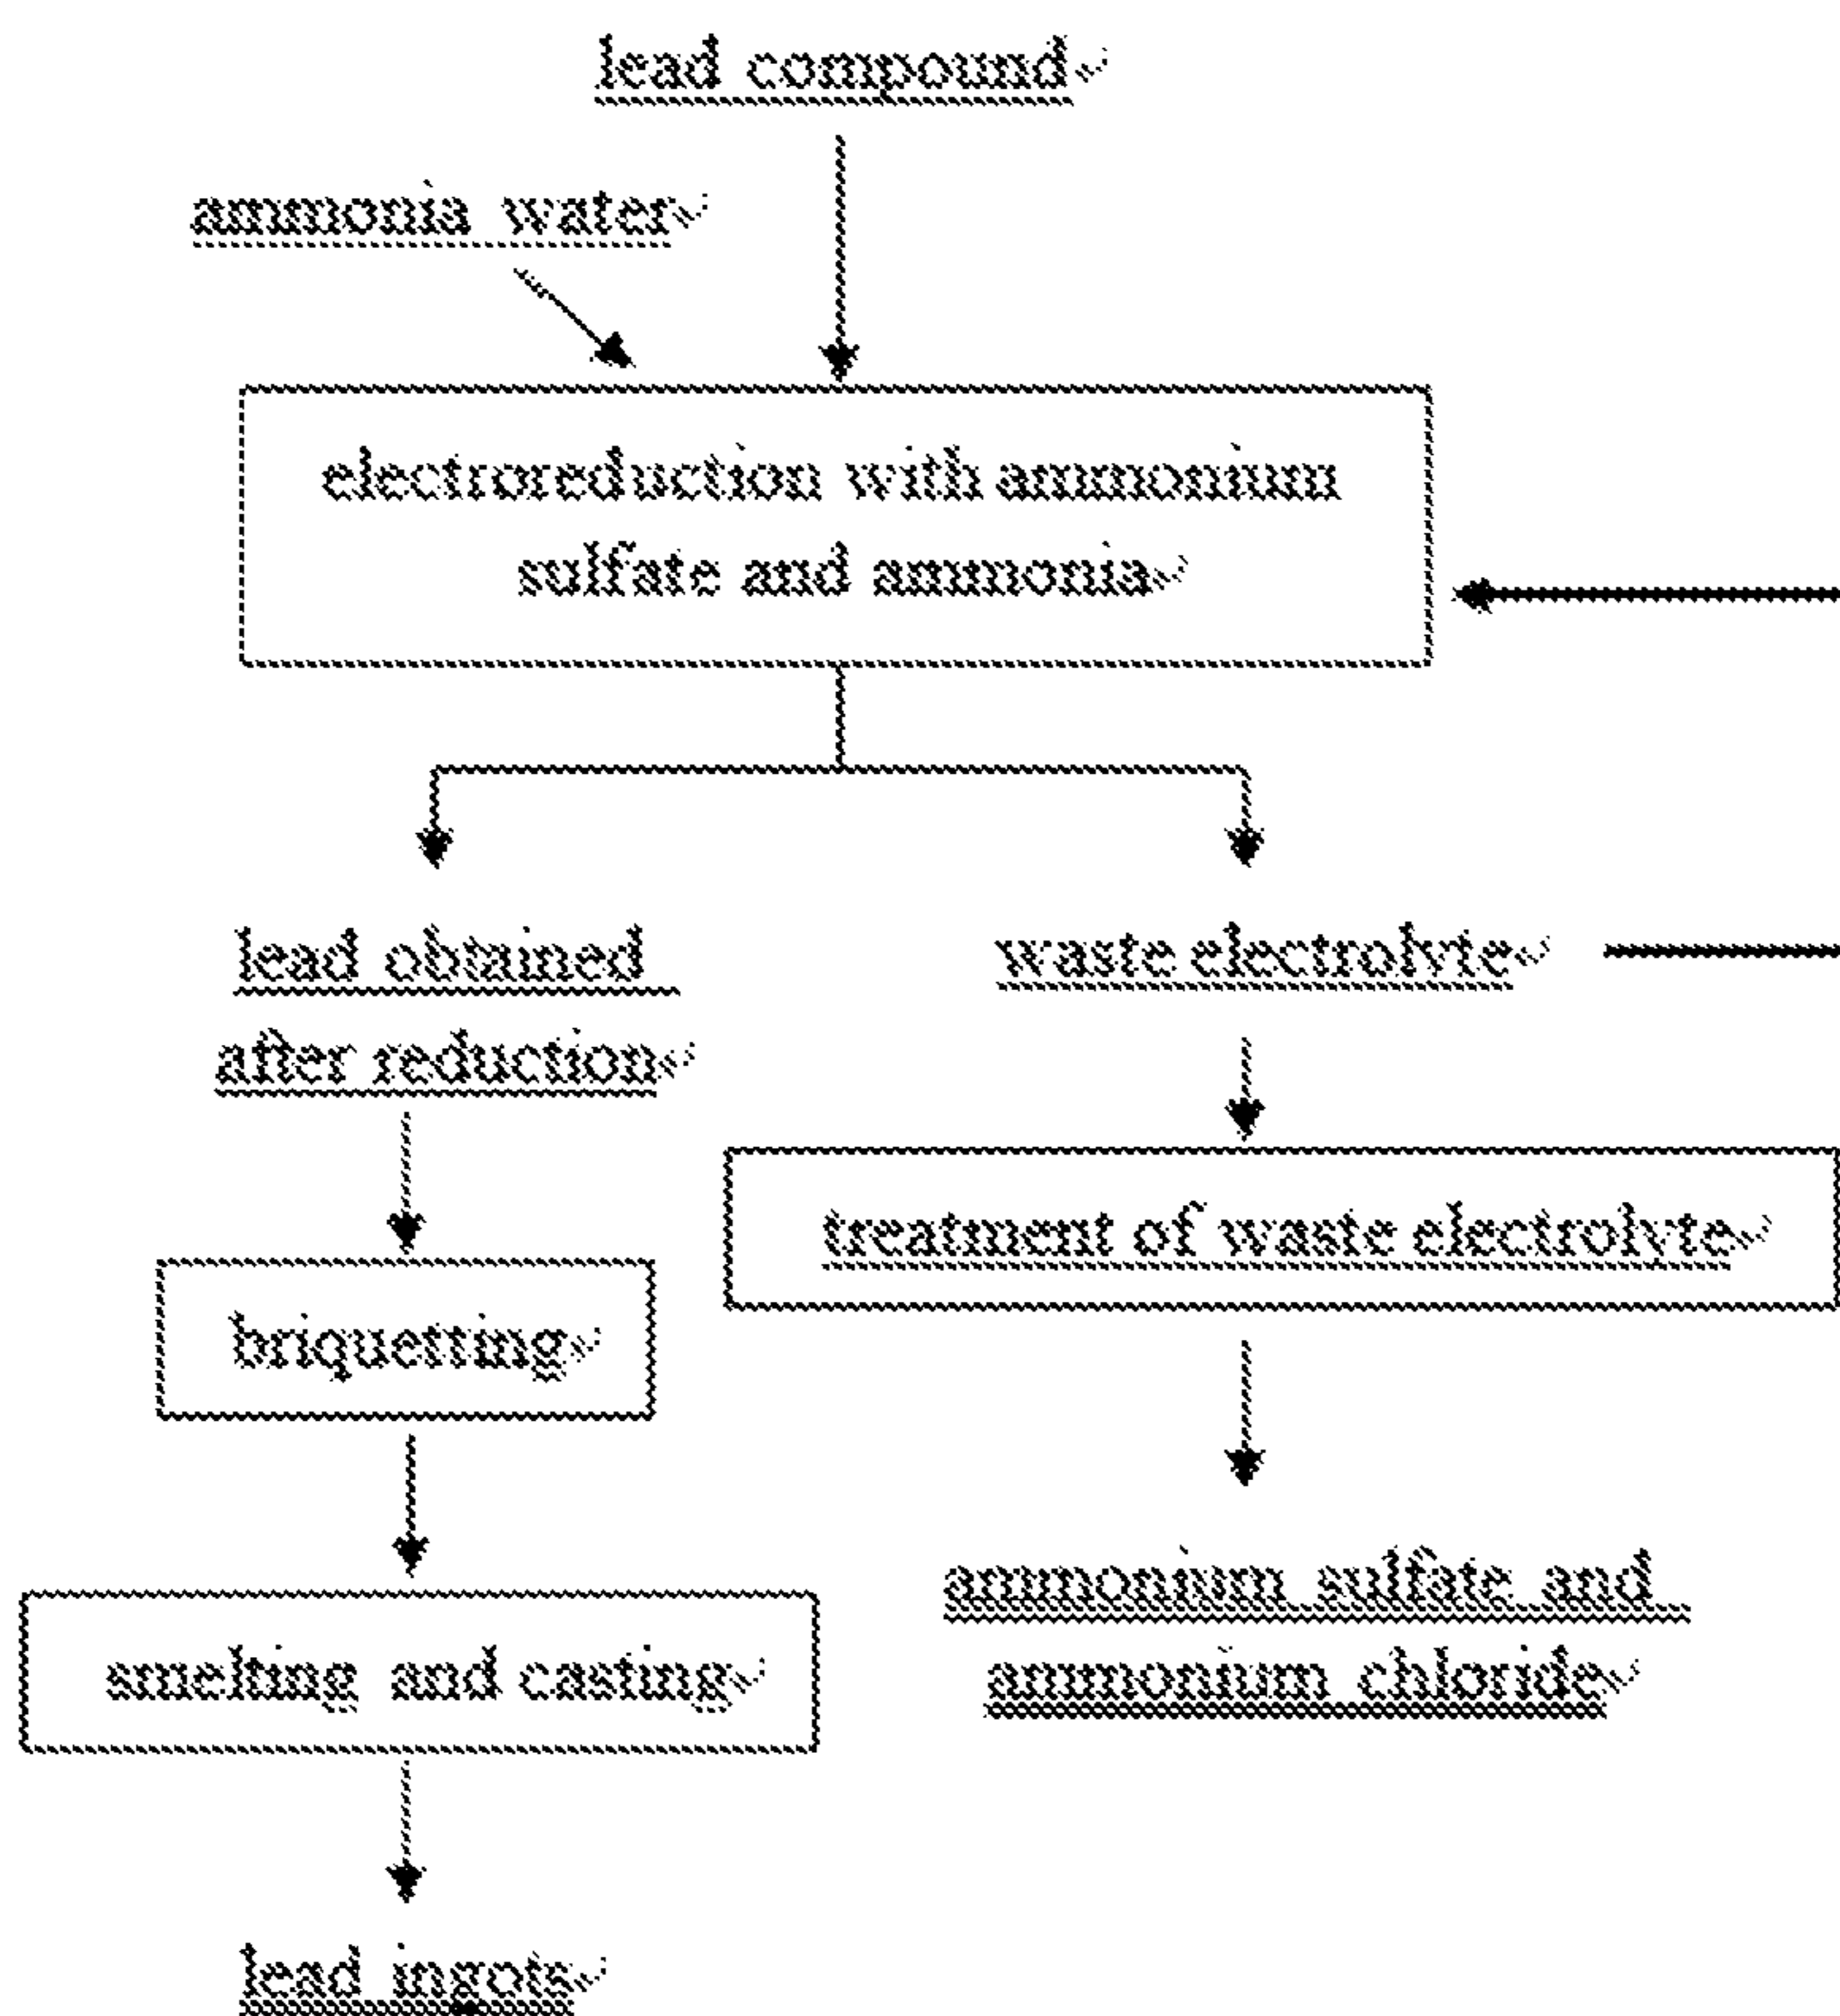 lead compound
ammonia water
electroreduction with ammonium
sulfate and ammonia
lead obtained
after reduction
waste electrolyte
treatment of waste electrolyte
briquetting
smelting and casting
ammonium sulfate and
ammonium chloride
lead ingots